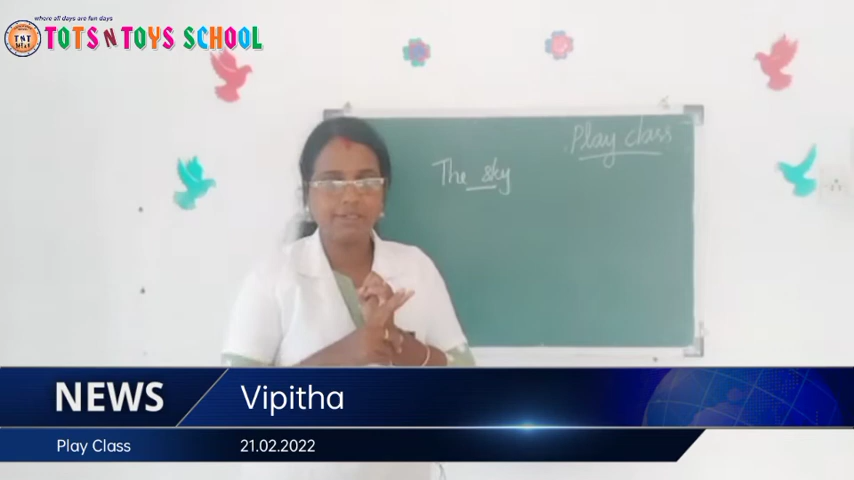 where all days are fun days
TOTS N TOYS SCHOOL
TNT
Play class
The sky
NEWS
Vipitha
Play Class
21.02.2022